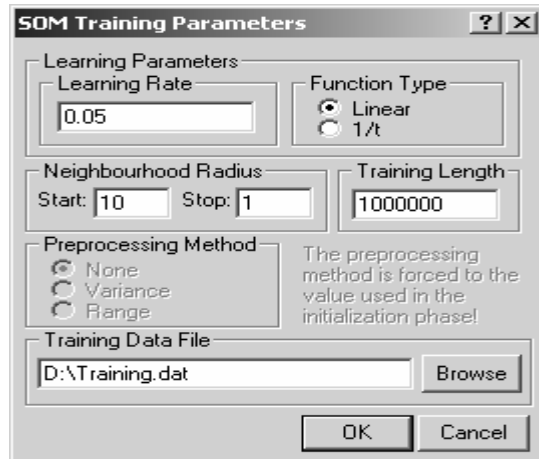 SOM Training Parameters
Learning Parameters
Learning Rate
0.05
Function Type
Linear
1/t
Neighbourhood Radius
Start: 10 Stop: 1
Training Length
1000000
Preprocessing Method
None
Variance
Range
The preprocessing
method is forced to the
value used in the
initialization phase!
Training Data File
D:\Training.dat
Browse
OK
Cancel